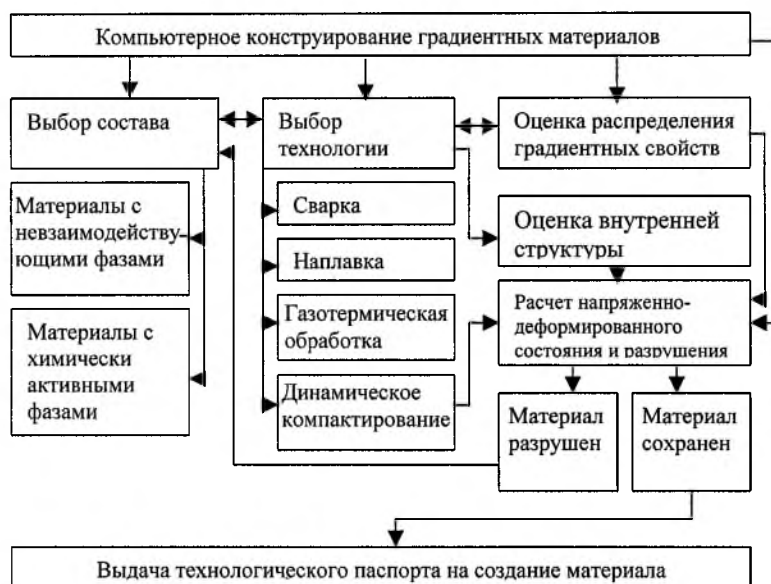 Компьютерное конструирование градиентных материалов
Выбор состава
Выбор
технологии
Оценка распределения
градиентных свойств
Материалы с
невзаимодейству-
ющими фазами
Материалы с
химически
активными
фазами
Сварка
Наплавка
Газотермическая
обработка
Динамическое
компактирование
Оценка внутренней
структуры
Расчет напряженно-
деформированного
состояния и разрушения
Материал
разрушен
Материал
сохранен
Выдача технологического паспорта на создание материала